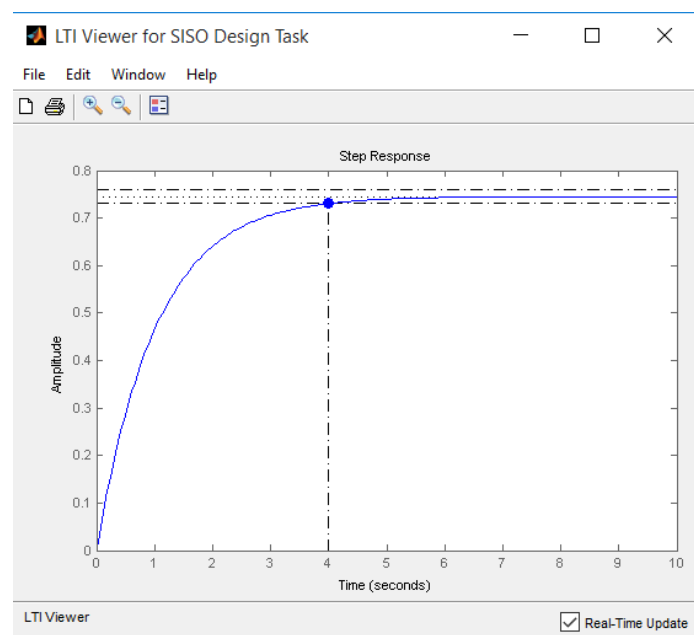 LTI Viewer for SISO Design Task
File Edit Window Help
Step Response
0.8
0.7
0.6
0.5
0.4
0.3
0.2
0.1
0
Amplitude
0 1 2 3 4 5 6 7 8 9 10
Time (seconds)
LTI Viewer
Real-Time Update